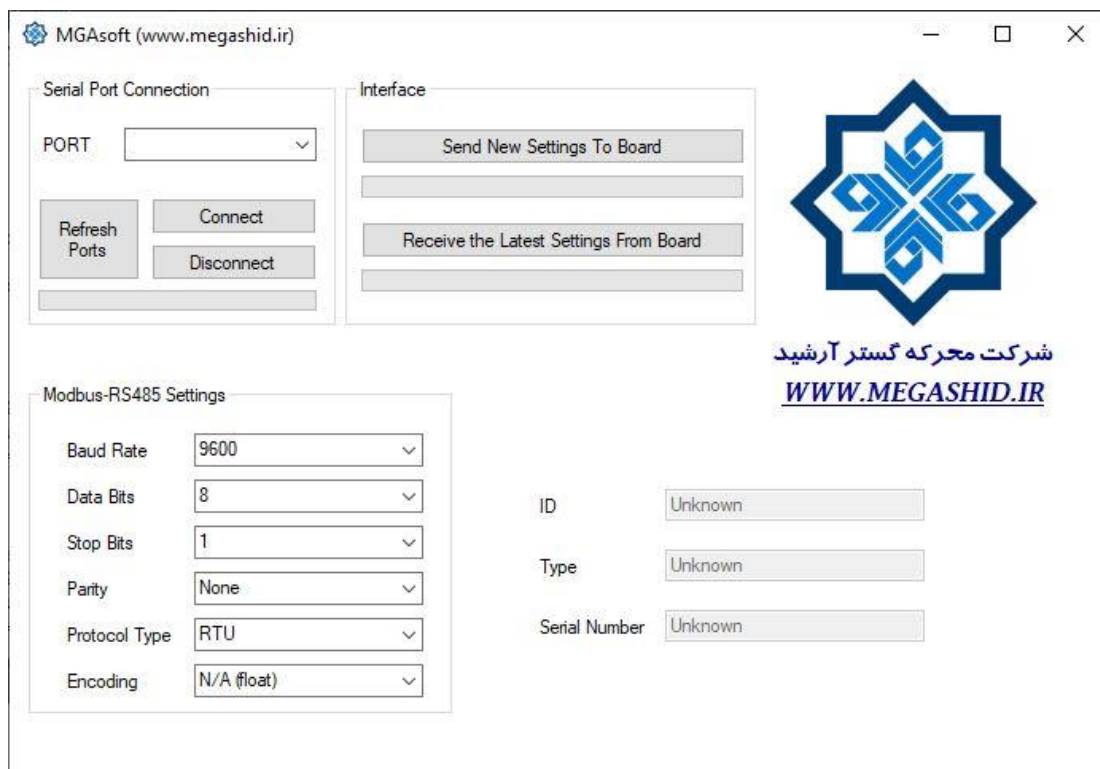 MGAsoft (www.megashid.ir)
Serial Port Connection
PORT
Refresh
Ports
Connect
Disconnect
Interface
Send New Settings To Board
Receive the Latest Settings From Board
شرکت محرکه گستر آرشید
WWW.MEGASHID.IR
Modbus-RS485 Settings
Baud Rate 9600
Data Bits 8
Stop Bits 1
Parity None
Protocol Type RTU
Encoding N/A (float)
ID Unknown
Type Unknown
Serial Number Unknown